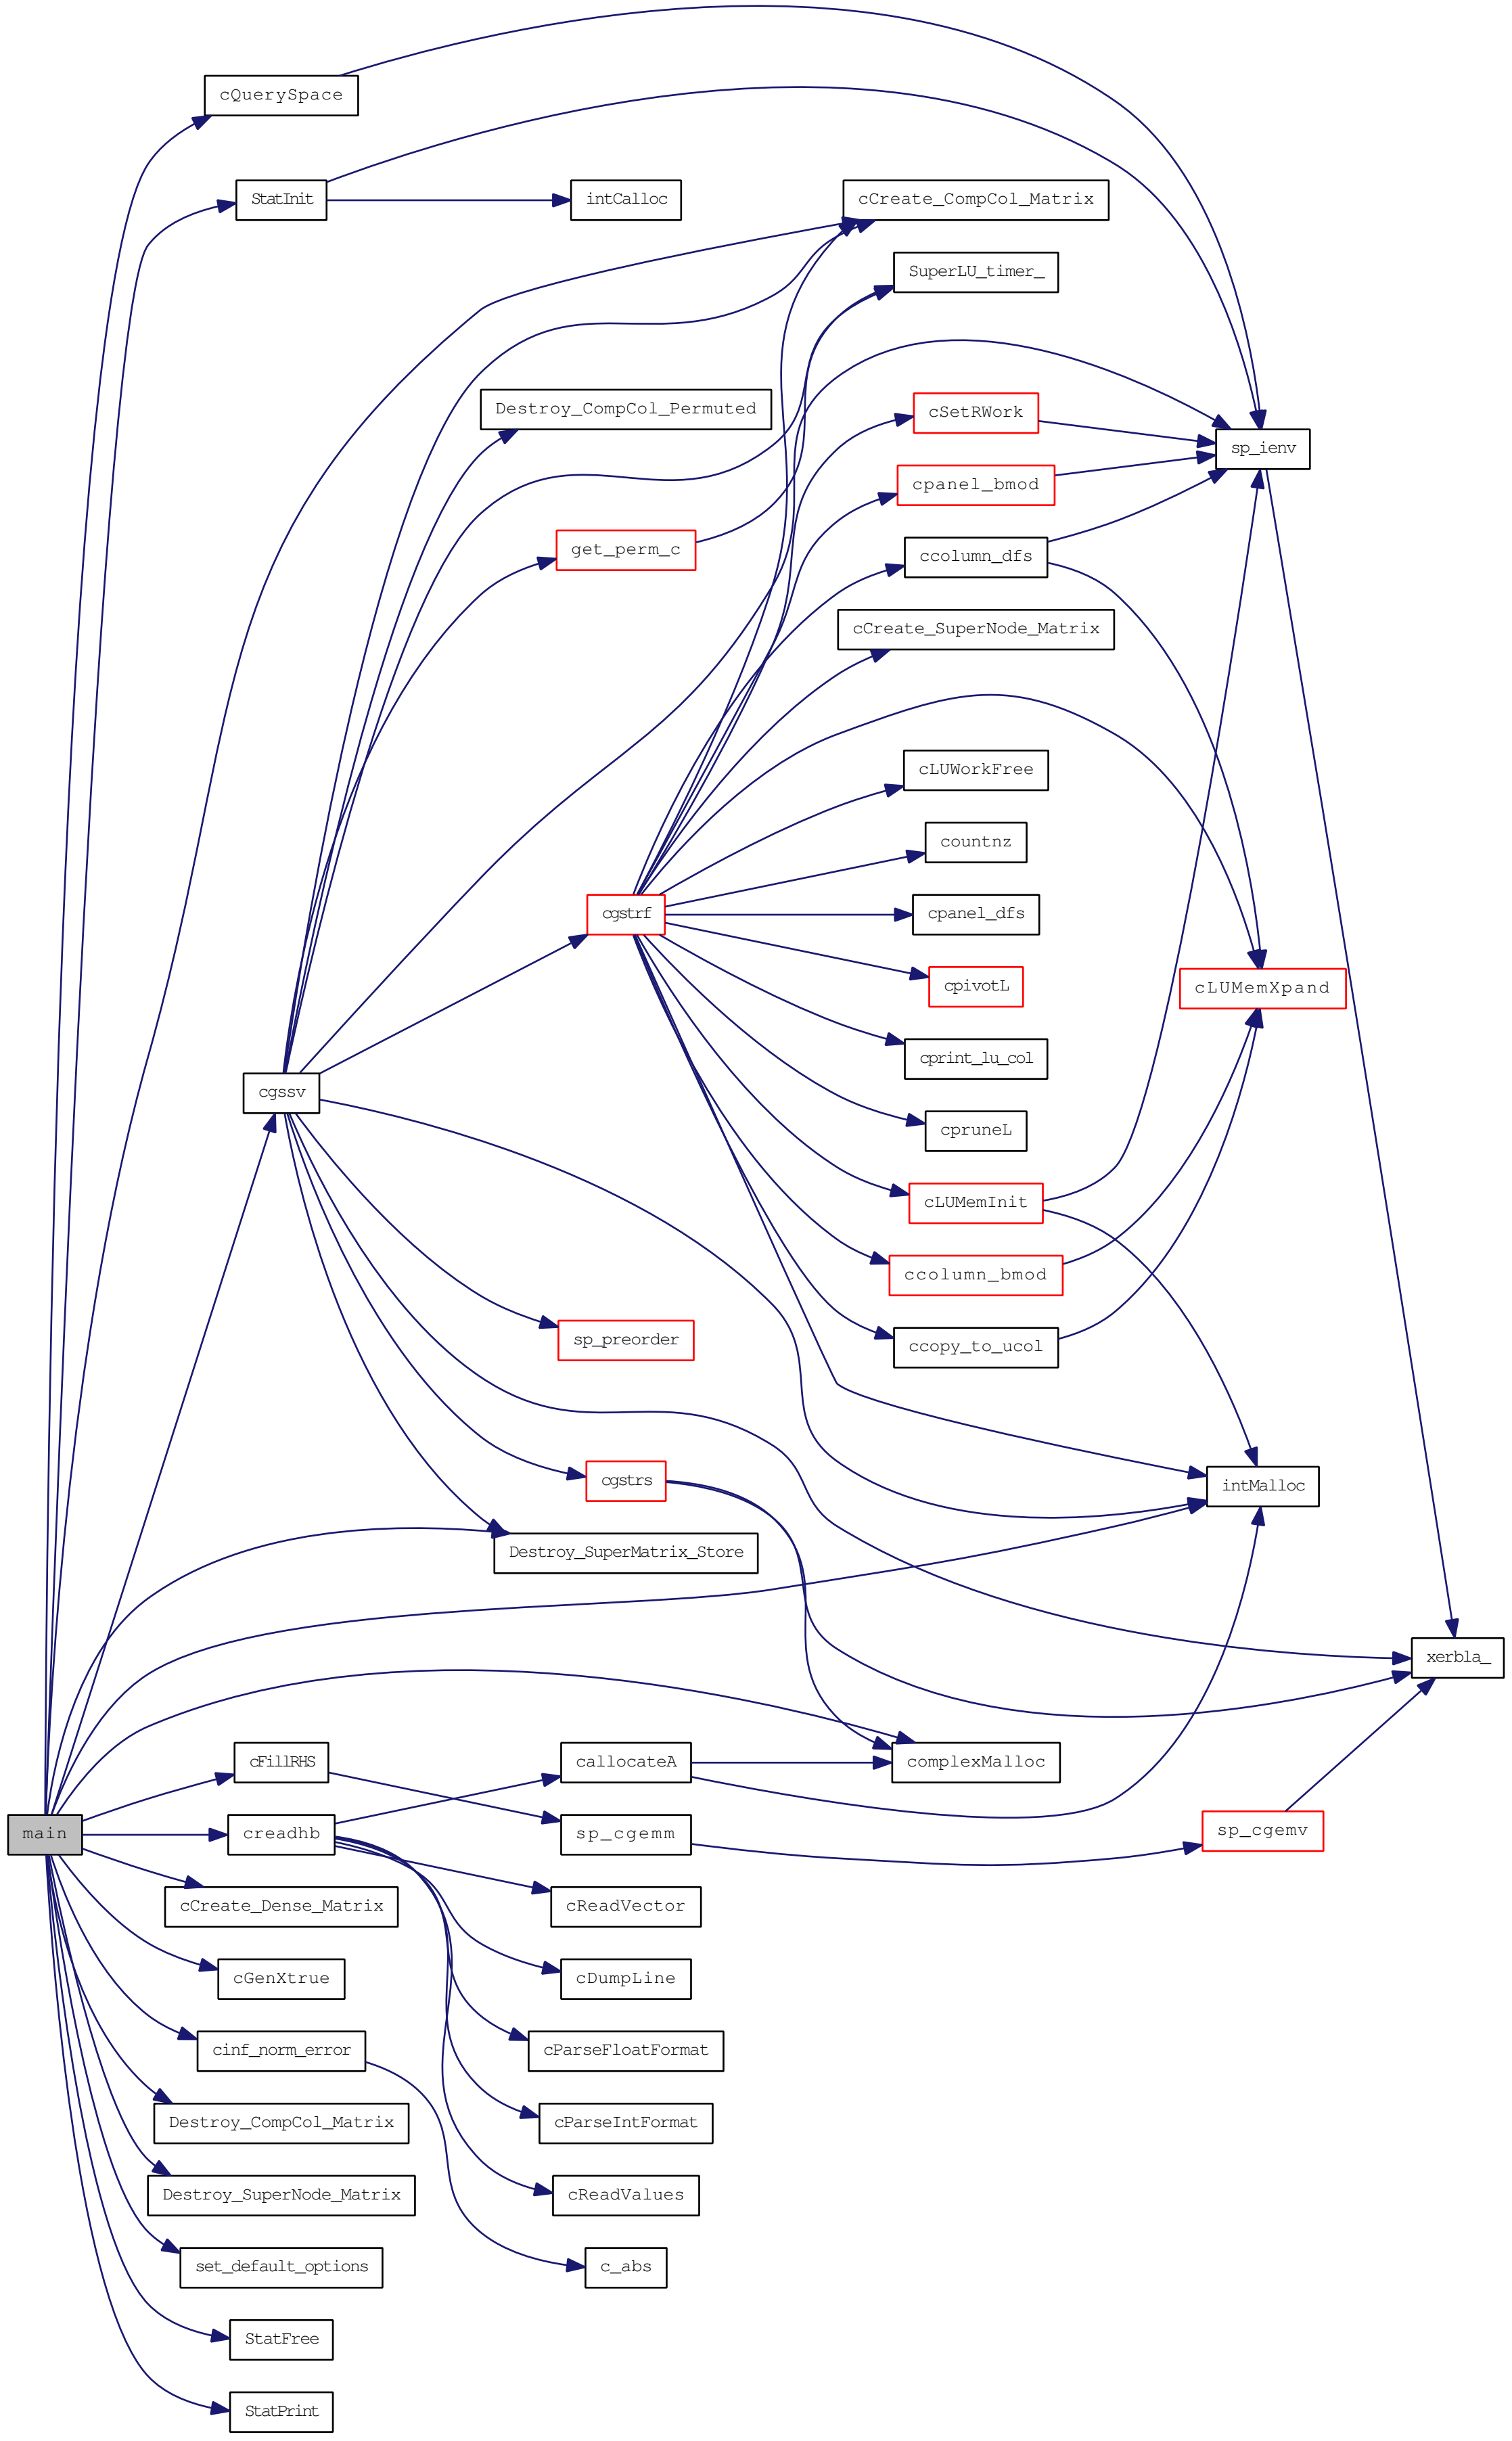 cQuerySpace
StatInit
intCalloc
cCreate_CompCol_Matrix
SuperLU_timer_
Destroy_CompCol_Permuted
cSetRWork
sp_ienv
cpanel_bmod
get_perm_c
ccolumn_dfs
cCreate_SuperNode_Matrix
cLUWorkFree
countnz
cgstrf
cpanel_dfs
cpivotL
cLUMemXpand
cprint_lu_col
cgssv
cpruneL
cLUMemInit
ccolumn_bmod
sp_preorder
ccopy_to_ucol
cgstrs
intMalloc
Destroy_SuperMatrix_Store
xerbla_
cFillRHS
callocateA
complexMalloc
main
creadhb
sp_cgemm
sp_cgemv
cCreate_Dense_Matrix
cReadVector
cGenXtrue
cDumpLine
cinf_norm_error
cParseFloatFormat
Destroy_CompCol_Matrix
cParseIntFormat
Destroy_SuperNode_Matrix
cReadValues
set_default_options
c_abs
StatFree
StatPrint